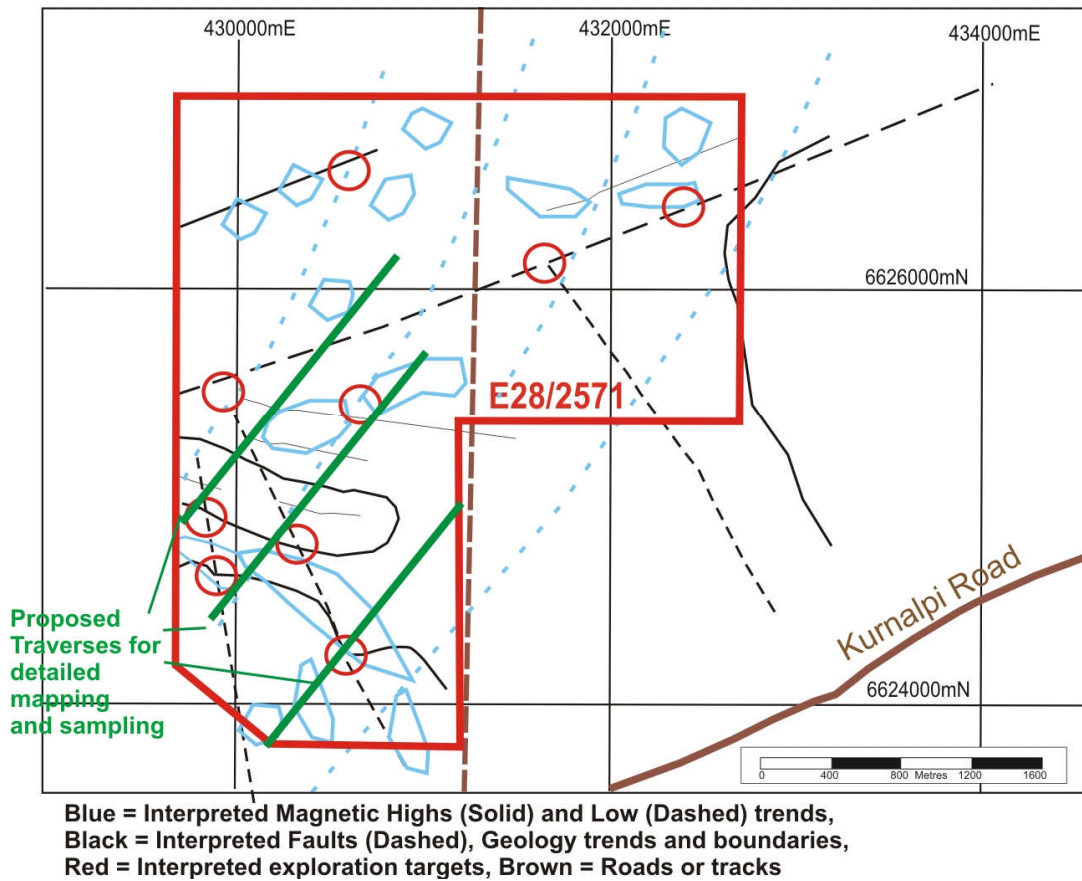 430000mE
432000mE
434000mE
6626000mN
E28/2571
Kurnalpi Road
Proposed
Traverses for
detailed
mapping
and sampling
6624000mN
0 400 800 Metres 1200 1600
Blue = Interpreted Magnetic Highs (Solid) and Low (Dashed) trends,
Black = Interpreted Faults (Dashed), Geology trends and boundaries,
Red = Interpreted exploration targets, Brown = Roads or tracks